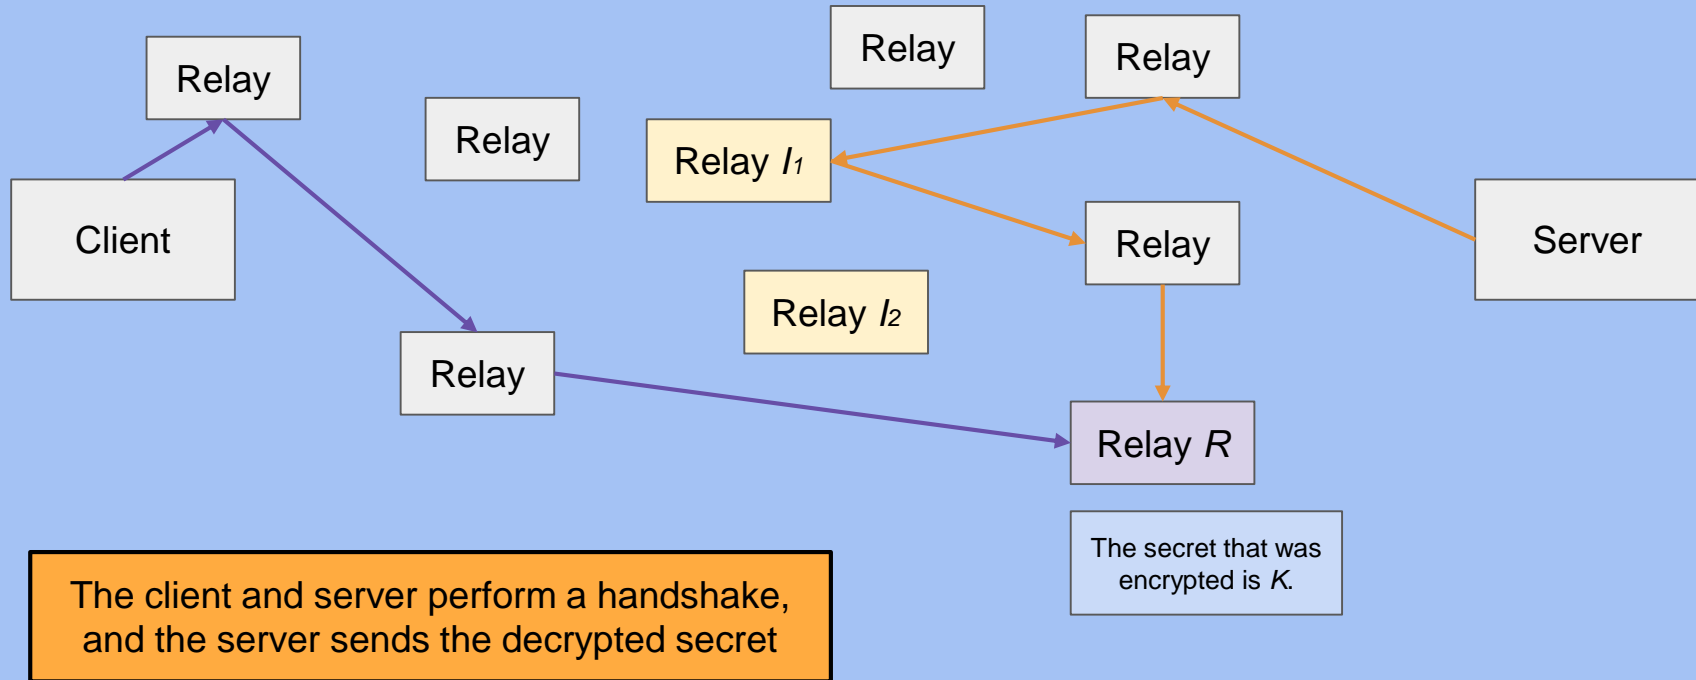 Relay
Relay
Relay
Relay
Relay I1
Client
Relay
Server
Relay I2
Relay
Relay R
The secret that was
encrypted is K.
The client and server perform a handshake,
and the server sends the decrypted secret